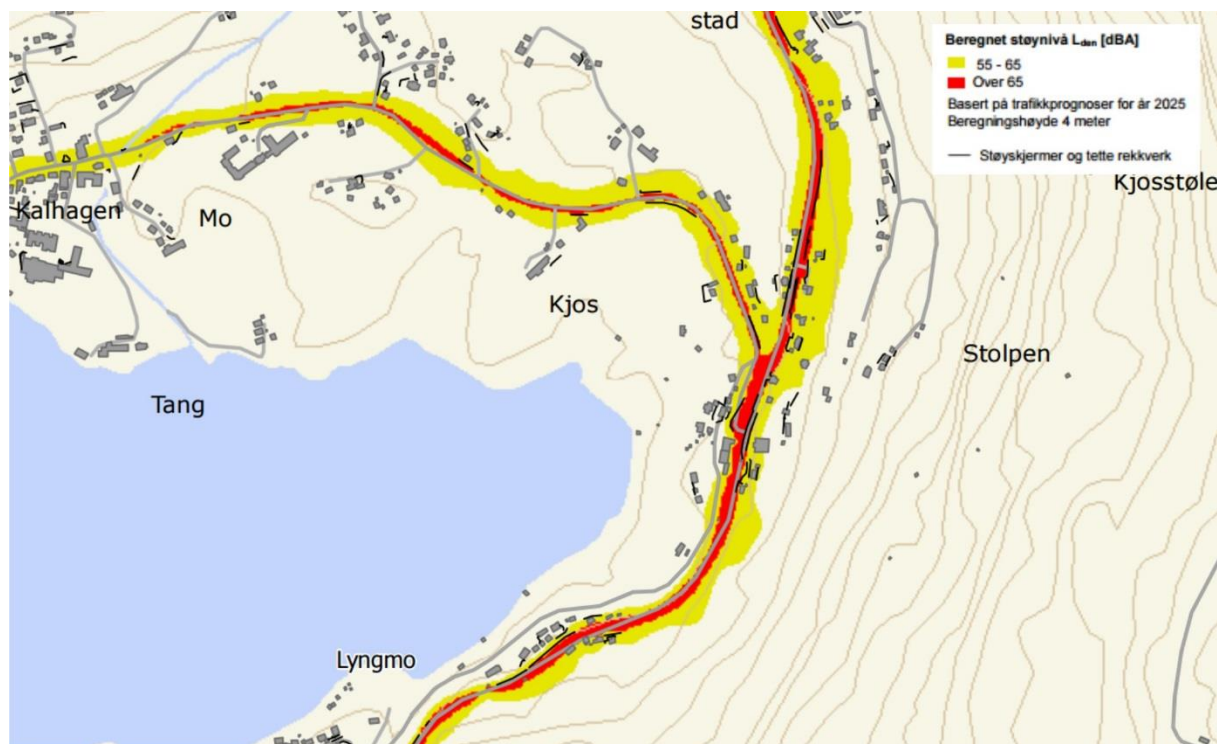 stad
Beregnet støynivå Lden [dBA]
55 - 65
Over 65
Basert på trafikkprognoser for år 2025
Beregningshøyde 4 meter
Støyskjermer og tette rekkverk
Kjosstøle
Kalhagen
Mo
Kjos
Stolpen
Tang
Lyngmo